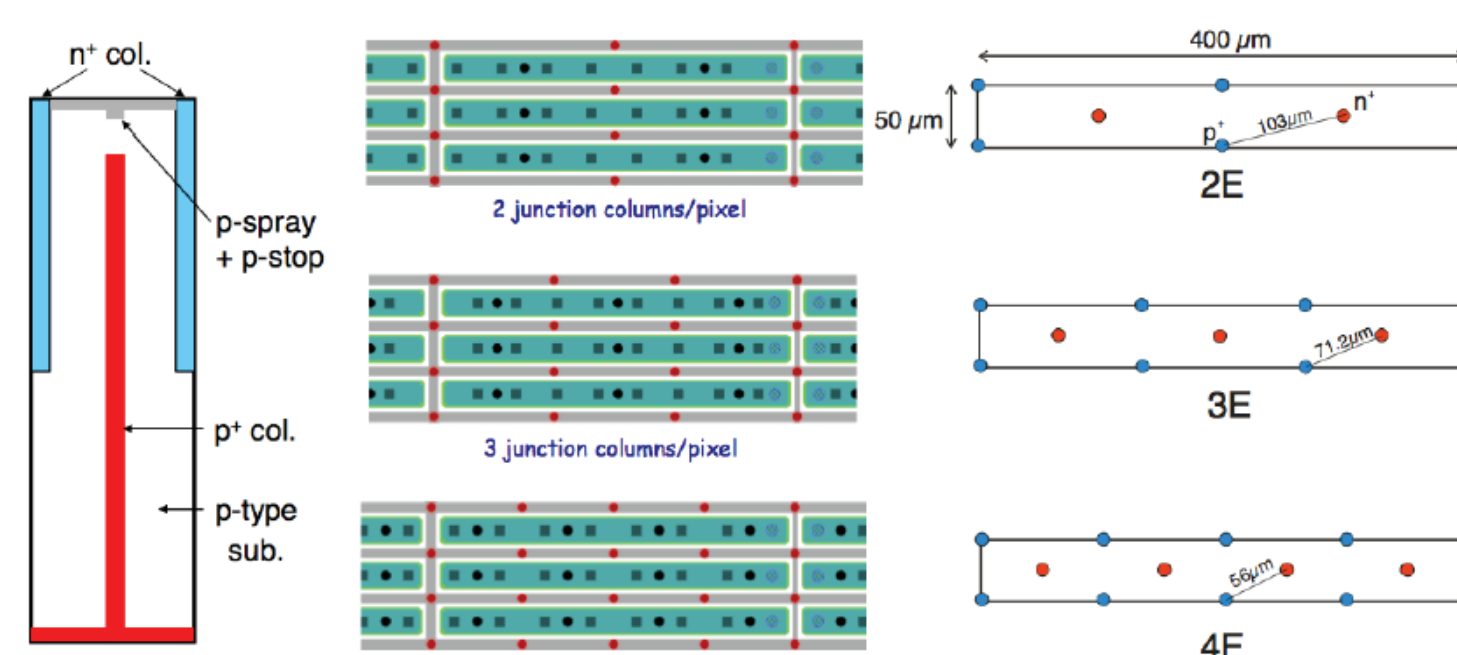 n⁺ col.
p-spray
+ p-stop
p⁺ col.
p-type
sub.
2 junction columns/pixel
3 junction columns/pixel
400 µm
50 µm
n⁺
103µm
p⁺
2E
71.2µm
3E
56µm
4E